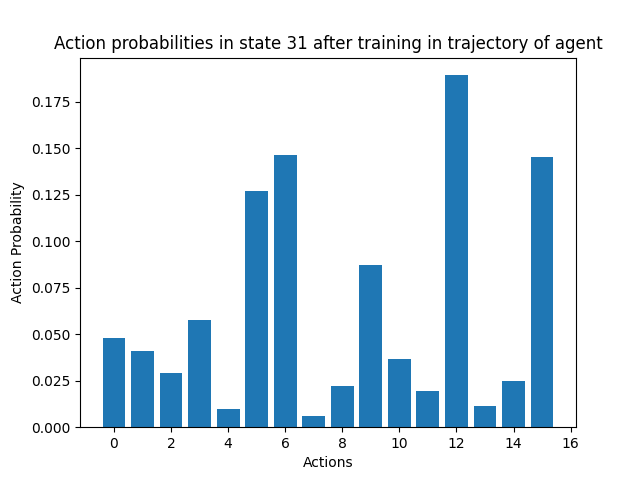 Action probabilities in state 31 after training in trajectory of agent
Action Probability
0.175
0.150
0.125
0.100
0.075
0.050
0.025
0.000
0 2 4 6 8 10 12 14 16
Actions